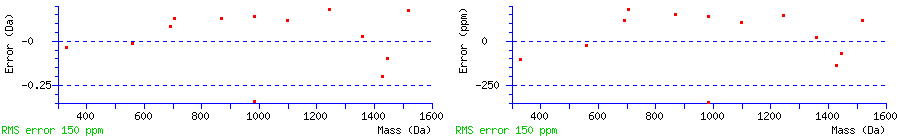 Error (Da)
-0
-0.25
400 600 800 1000 1200 1400 1600
RMS error 150 ppm Mass (Da)
Error (ppm)
0
-250
400 600 800 1000 1200 1400 1600
RMS error 150 ppm Mass (Da)